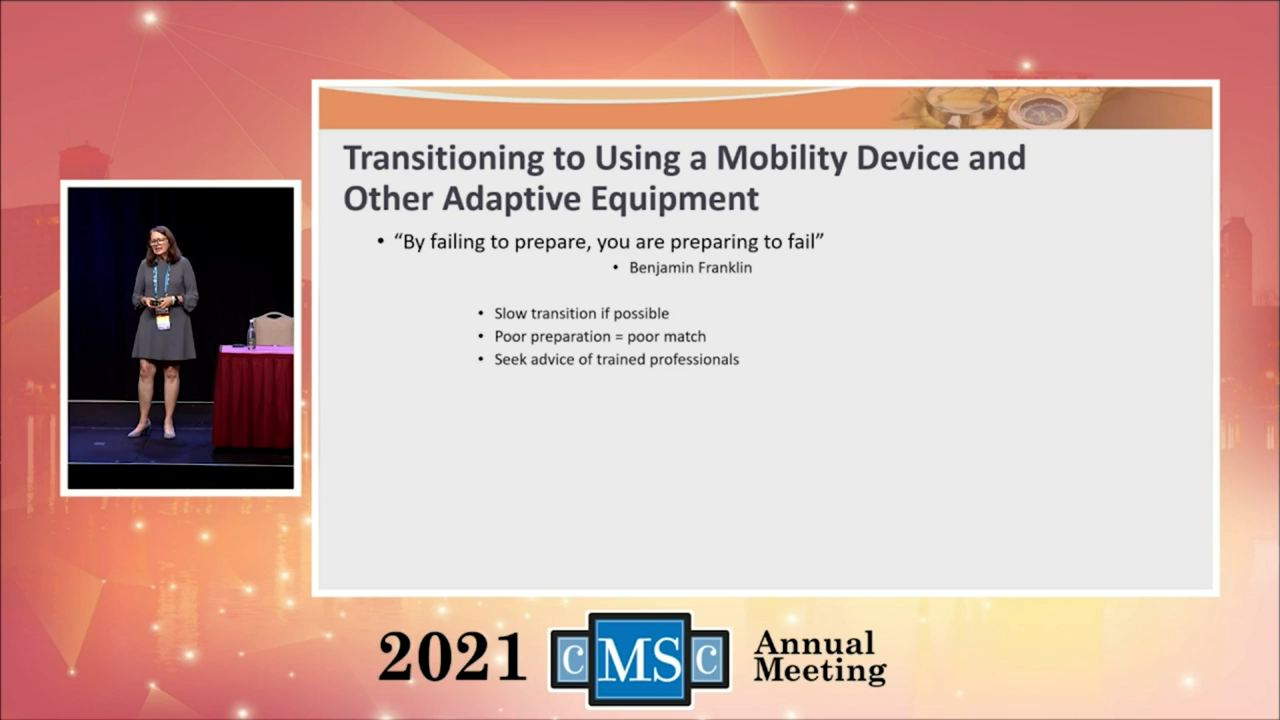 Transitioning to Using a Mobility Device and
Other Adaptive Equipment
• “By failing to prepare, you are preparing to fail”
• Benjamin Franklin
• Slow transition if possible
• Poor preparation = poor match
• Seek advice of trained professionals
2021 CMSC Annual
Meeting